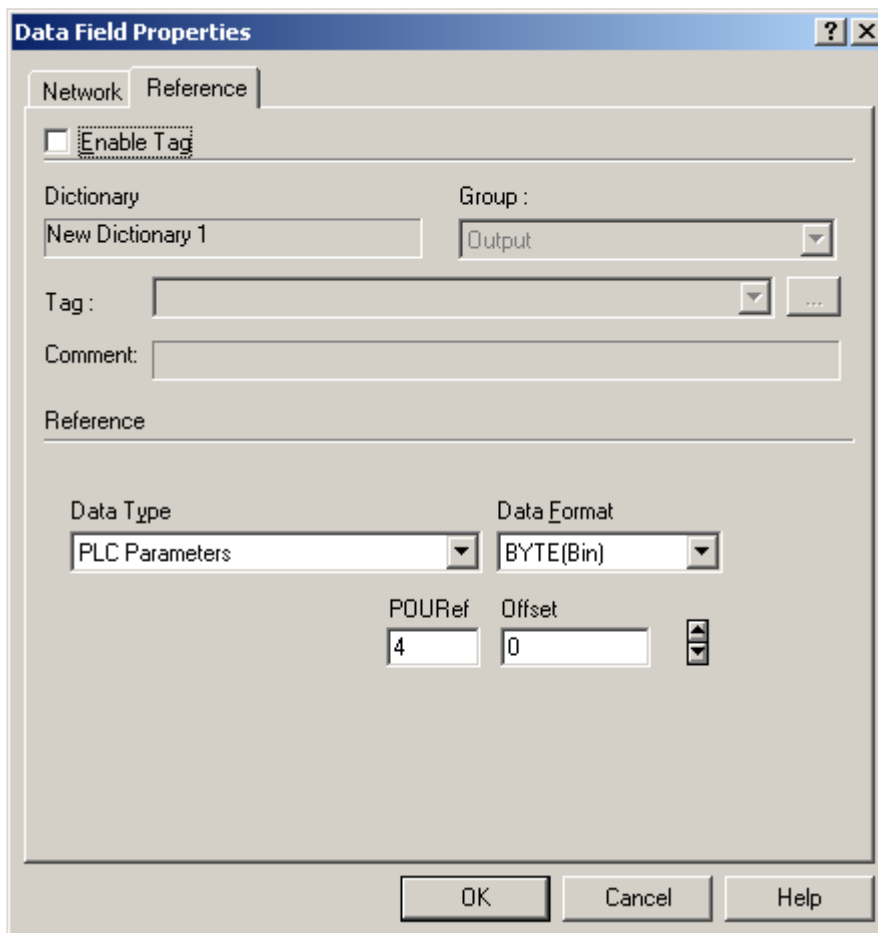 Data Field Properties
Network Reference
Enable Tag
Dictionary Group :
New Dictionary 1 Output
Tag : ...
Comment:
Reference
Data Type Data Format
PLC Parameters BYTE(Bin)
POURef Offset
4 0
OK Cancel Help